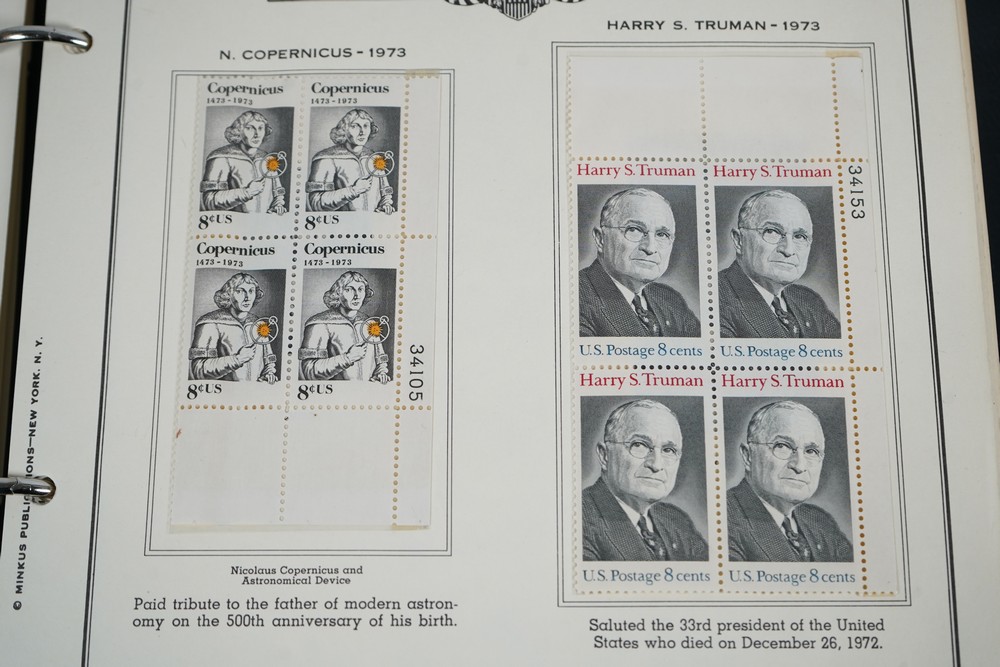 N. COPERNICUS - 1973
Copernicus
1473-1973
8¢US
Copernicus
1473-1973
8¢US
Copernicus
1473-1973
8¢US
Copernicus
1473-1973
8¢US
34105
Nicolaus Copernicus and
Astronomical Device
Paid tribute to the father of modern astron-
omy on the 500th anniversary of his birth.
HARRY S. TRUMAN - 1973
Harry S. Truman
U.S. Postage 8 cents
Harry S. Truman
U.S. Postage 8 cents
34153
Harry S. Truman
U.S. Postage 8 cents
Harry S. Truman
U.S. Postage 8 cents
Saluted the 33rd president of the United
States who died on December 26, 1972.
© MINKUS PUBLICATIONS—NEW YORK, N. Y.